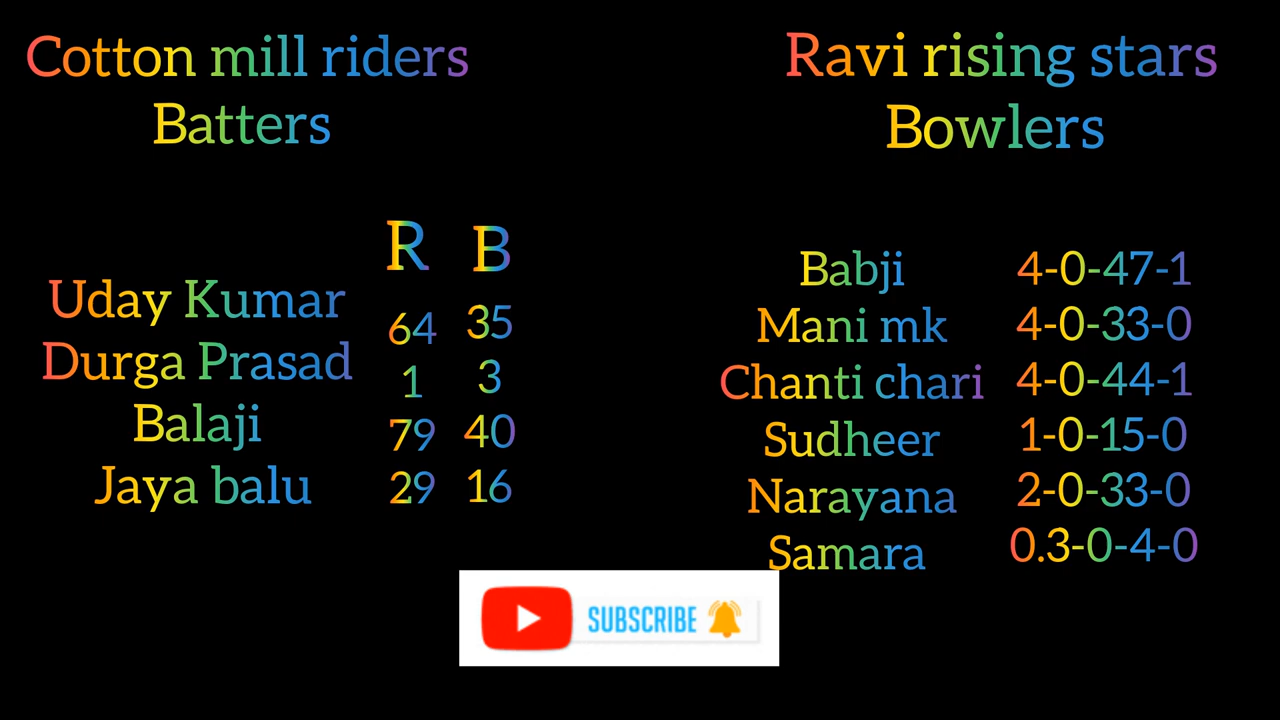 Cotton mill riders
Batters
R B
Uday Kumar 64 35
Durga Prasad 1 3
Balaji 79 40
Jaya balu 29 16
Ravi rising stars
Bowlers
Babji 4-0-47-1
Mani mk 4-0-33-0
Chanti chari 4-0-44-1
Sudheer 1-0-15-0
Narayana 2-0-33-0
Samara 0.3-0-4-0
SUBSCRIBE